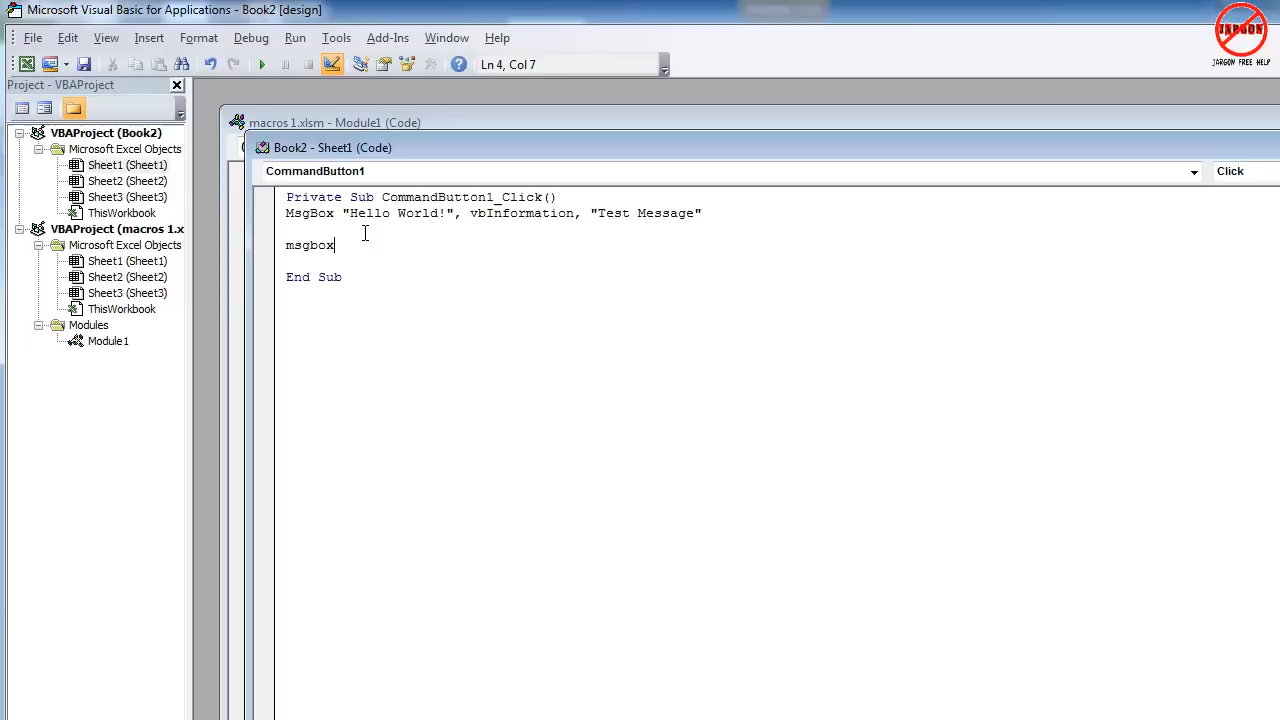 Microsoft Visual Basic for Applications - Book2 [design]
File Edit View Insert Format Debug Run Tools Add-Ins Window Help
Ln 4, Col 7
JARGON
JARGON FREE HELP
Project - VBAProject
VBAProject (Book2)
Microsoft Excel Objects
Sheet1 (Sheet1)
Sheet2 (Sheet2)
Sheet3 (Sheet3)
ThisWorkbook
VBAProject (macros 1.x
Microsoft Excel Objects
Sheet1 (Sheet1)
Sheet2 (Sheet2)
Sheet3 (Sheet3)
ThisWorkbook
Modules
Module1
macros 1.xlsm - Module1 (Code)
Book2 - Sheet1 (Code)
CommandButton1 Click
Private Sub CommandButton1_Click()
MsgBox "Hello World!", vbInformation, "Test Message"
msgbox
End Sub